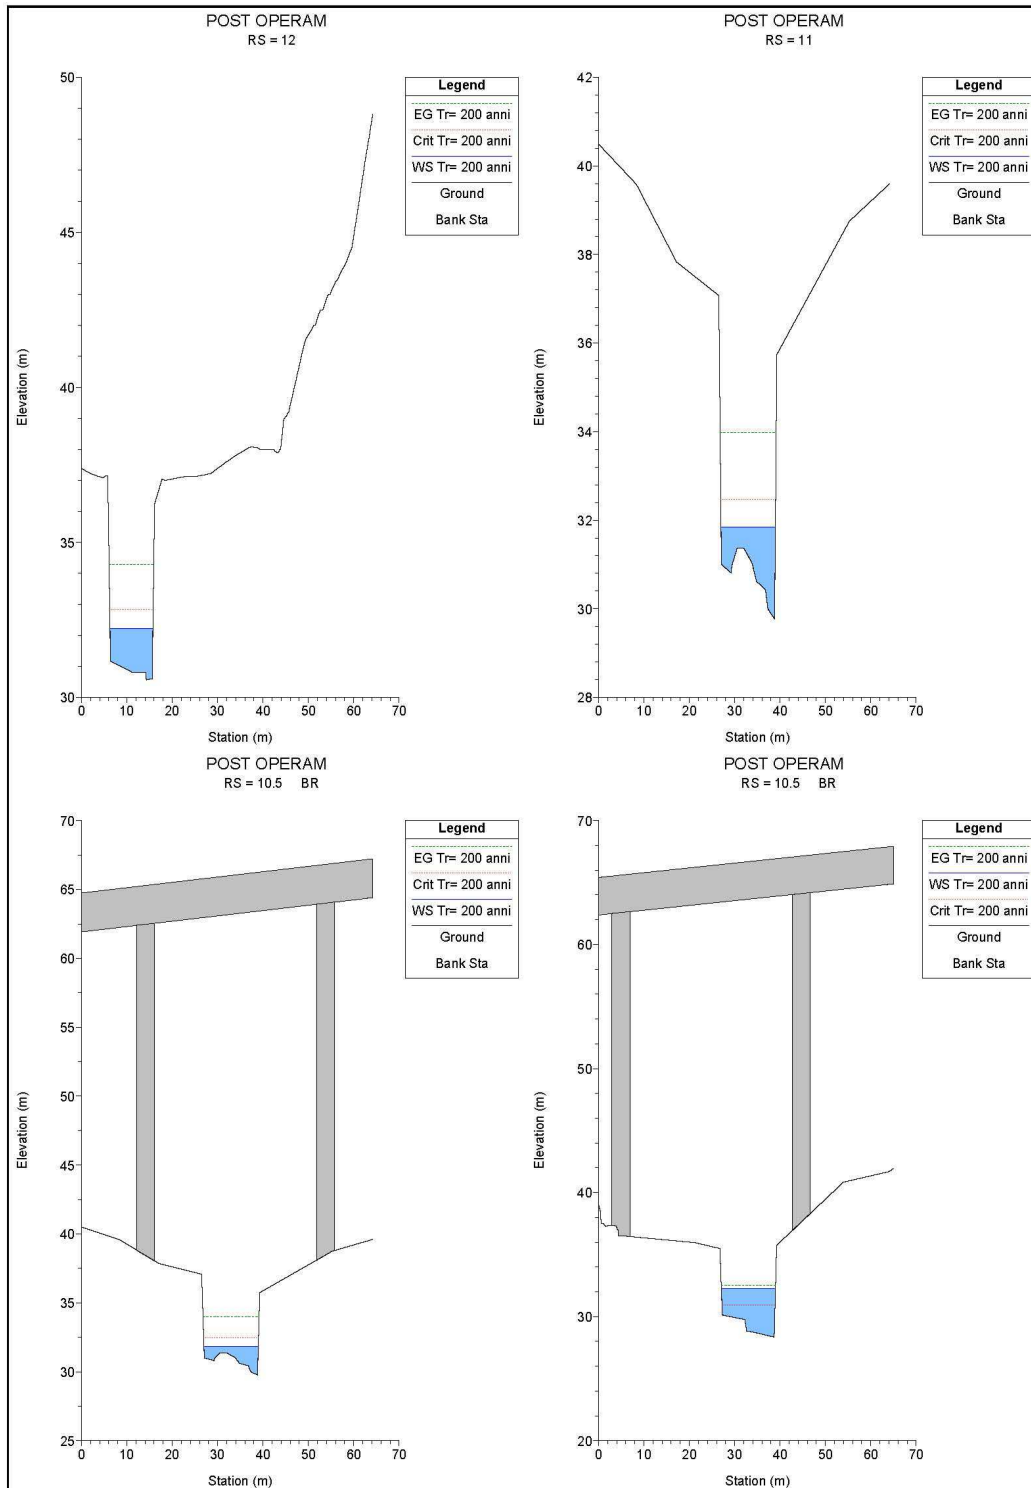 POST OPERAM
RS = 12
Legend
EG Tr= 200 anni
Crit Tr= 200 anni
WS Tr= 200 anni
Ground
Bank Sta
Elevation (m)
50
45
40
35
30
0 10 20 30 40 50 60 70
Station (m)
POST OPERAM
RS = 11
Legend
EG Tr= 200 anni
Crit Tr= 200 anni
WS Tr= 200 anni
Ground
Bank Sta
Elevation (m)
42
40
38
36
34
32
30
28
0 10 20 30 40 50 60 70
Station (m)
POST OPERAM
RS = 10.5 BR
Legend
EG Tr= 200 anni
Crit Tr= 200 anni
WS Tr= 200 anni
Ground
Bank Sta
Elevation (m)
70
65
60
55
50
45
40
35
30
25
0 10 20 30 40 50 60 70
Station (m)
POST OPERAM
RS = 10.5 BR
Legend
EG Tr= 200 anni
WS Tr= 200 anni
Crit Tr= 200 anni
Ground
Bank Sta
Elevation (m)
70
60
50
40
30
20
0 10 20 30 40 50 60 70
Station (m)